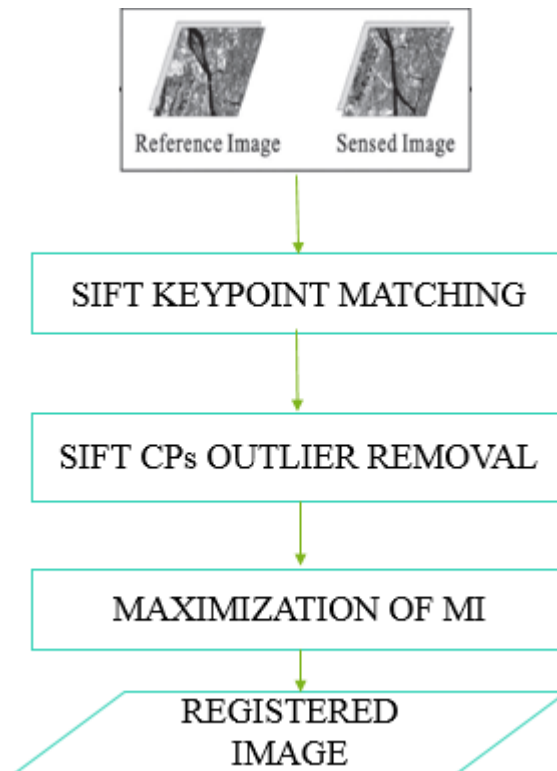 Reference Image
Sensed Image
SIFT KEYPOINT MATCHING
SIFT CPs OUTLIER REMOVAL
MAXIMIZATION OF MI
REGISTERED
IMAGE